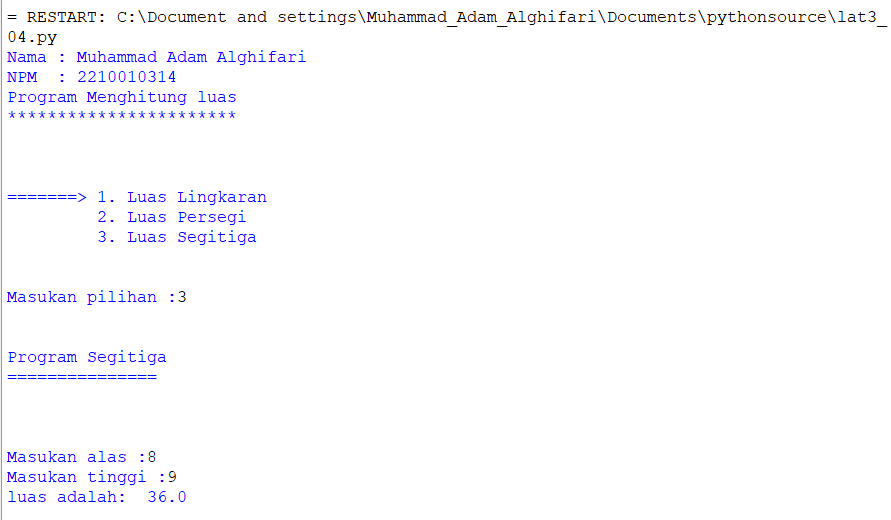 = RESTART: C:\Document and settings\Muhammad_Adam_Alghifari\Documents\pythonsource\lat3_
04.py
Nama : Muhammad Adam Alghifari
NPM  : 2210010314
Program Menghitung luas
***********************
=======> 1. Luas Lingkaran
         2. Luas Persegi
         3. Luas Segitiga
Masukan pilihan :3
Program Segitiga
===============
Masukan alas :8
Masukan tinggi :9
luas adalah:  36.0